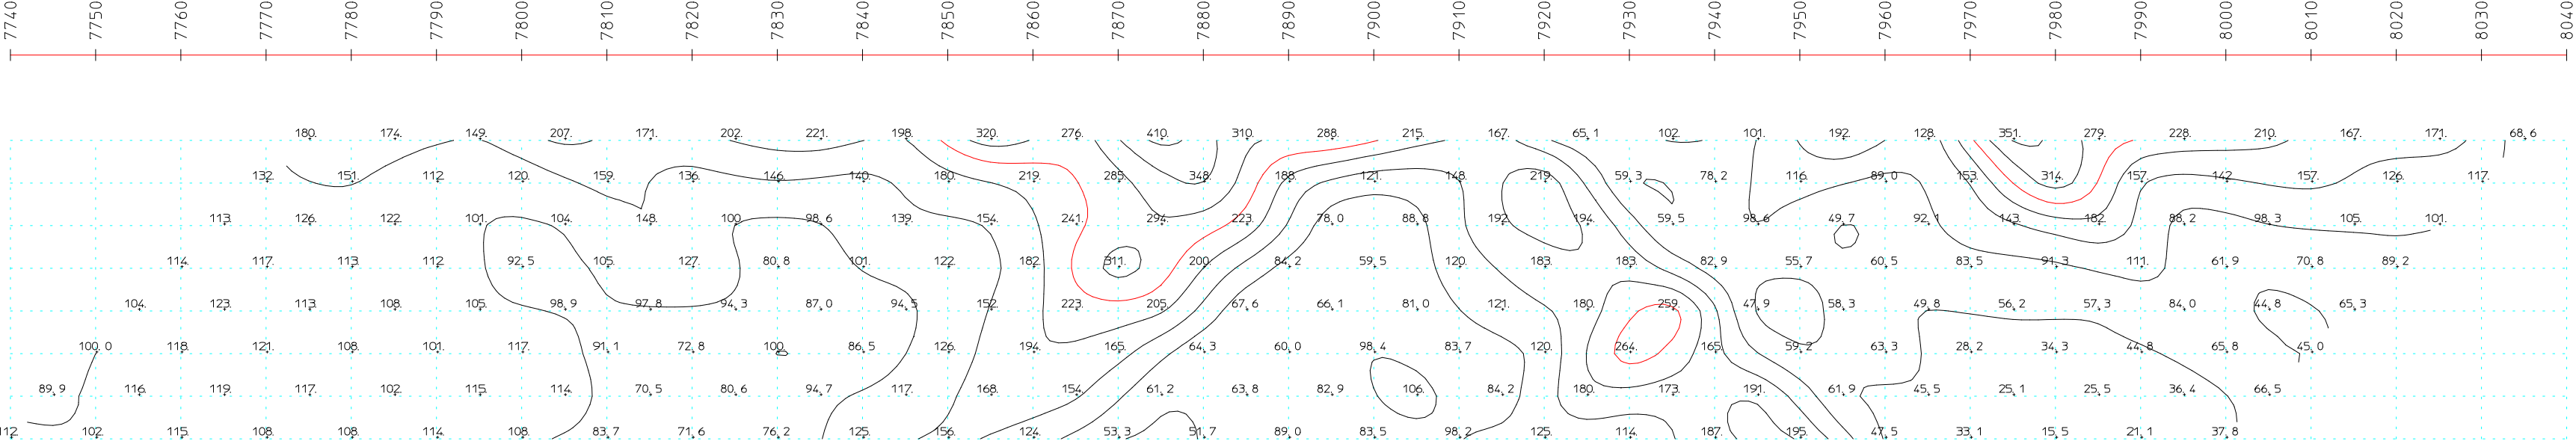 7740 7750 7760 7770 7780 7790 7800 7810 7820 7830 7840 7850 7860 7870 7880 7890 7900 7910 7920 7930 7940 7950 7960 7970 7980 7990 8000 8010 8020 8030 8040
180. 174. 149. 207. 171. 202. 221. 198. 320. 276. 410. 310. 288. 215. 167. 65,1 102. 101. 192. 128. 351. 279. 228. 210. 167. 171. 68,6
132. 151. 112. 120. 159. 136. 146. 140. 180. 219. 285. 348. 188. 121. 148. 219. 59,3 78,2 116. 89,0 153. 314. 157. 142. 157. 126. 117.
113. 126. 122. 101. 104. 148. 100. 98,6 139. 154. 241. 294. 223. 78,0 88,8 192. 194. 59,5 98,6 49,7 92,1 143. 182. 88,2 98,3 105. 101.
114. 117. 113. 112. 92,5 105. 127. 80,8 101. 122. 182. 311. 200. 84,2 59,5 120. 183. 183. 82,9 55,7 60,5 83,5 91,3 111. 61,9 70,8 89,2
104. 123. 113. 108. 105. 98,9 97,8 94,3 87,0 94,5 152. 223. 205. 67,6 66,1 81,0 121. 180. 259. 47,9 58,3 49,8 56,2 57,3 84,0 44,8 65,3
100.0 118. 121. 108. 101. 117. 91,1 72,8 100. 86,5 126. 194. 165. 64,3 60,0 98,4 83,7 120. 264. 165. 59,2 63,3 28,2 34,3 44,8 65,8 45,0
89,9 116. 119. 117. 102. 115. 114. 70,5 80,6 94,7 117. 168. 154. 61,2 63,8 82,9 106. 84,2 180. 173. 191. 61,9 45,5 25,1 25,5 36,4 66,5
112. 102. 115. 108. 108. 114. 108. 83,7 71,6 76,2 125. 156. 124. 53,3 51,7 89,0 83,5 98,2 125. 114. 187. 195. 47,5 33,1 15,5 21,1 37,8